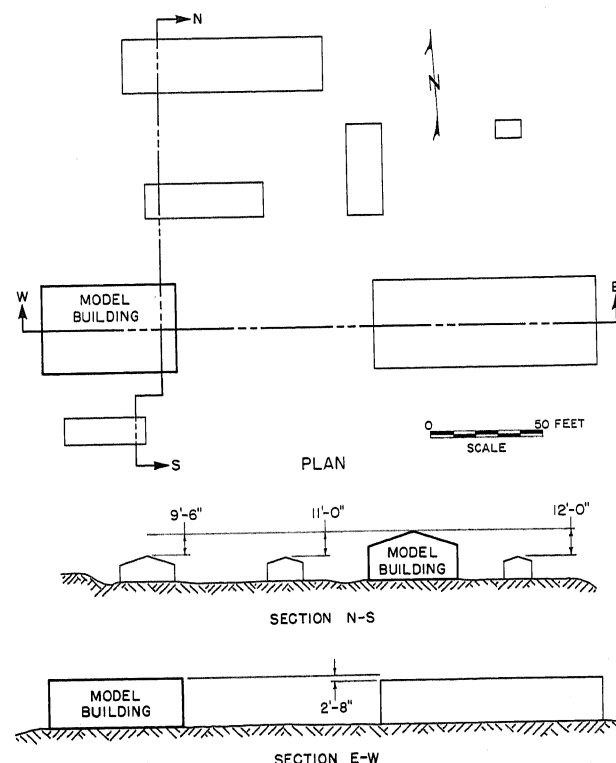 N
N
W
MODEL
BUILDING
E
0 50 FEET
SCALE
S
PLAN
9'-6"
11'-0"
12'-0"
MODEL
BUILDING
SECTION N-S
MODEL
BUILDING
2'-8"
SECTION E-W